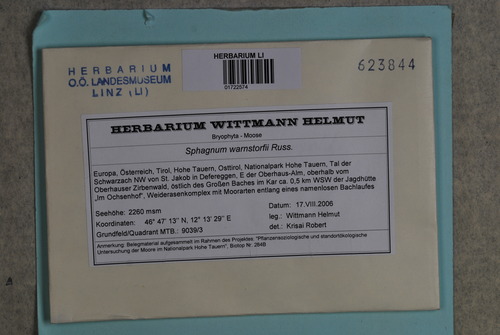 HERBARIUM
O.Ö. LANDESMUSEUM
LINZ (LI)
HERBARIUM LI
01722574
623844
HERBARIUM WITTMANN HELMUT
Bryophyta - Moose
Sphagnum warnstorfii Russ.
Europa, Österreich, Tirol, Hohe Tauern, Osttirol, Nationalpark Hohe Tauern, Tal der
Schwarzach NW von St. Jakob in Defereggen, E der Oberhaus-Alm, oberhalb vom
Oberhauser Zirbenwald, östlich des Großen Baches im Kar ca. 0,5 km WSW der Jagdhütte
„Im Ochsenhof", Weiderasenkomplex mit Moorarten entlang eines namenlosen Bachlaufes
Seehöhe: 2260 msm
Datum: 17.VIII.2006
Koordinaten: 46° 47' 13'' N, 12° 13' 29'' E
leg.: Wittmann Helmut
Grundfeld/Quadrant MTB.: 9039/3
det.: Krisai Robert
Anmerkung: Belegmaterial aufgesammelt im Rahmen des Projektes: "Pflanzensoziologische und standortökologische
Untersuchung der Moore im Nationalpark Hohe Tauern", Biotop Nr. 264B